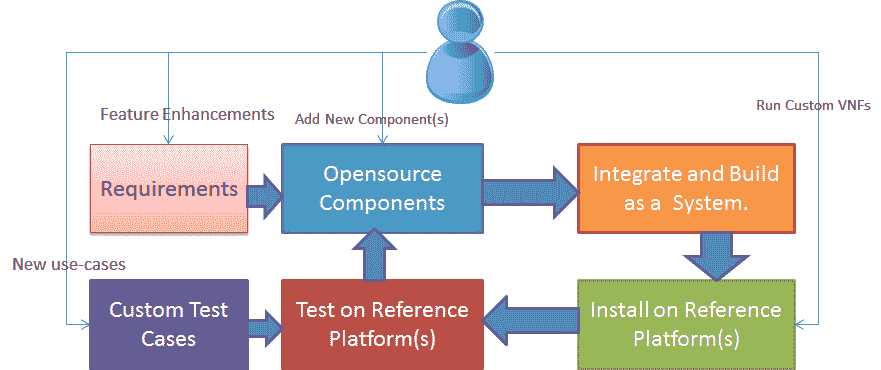 Feature Enhancements
Add New Component(s)
Run Custom VNFs
Requirements
Opensource
Components
Integrate and Build
as a System.
New use-cases
Custom Test
Cases
Test on Reference
Platform(s)
Install on Reference
Platform(s)